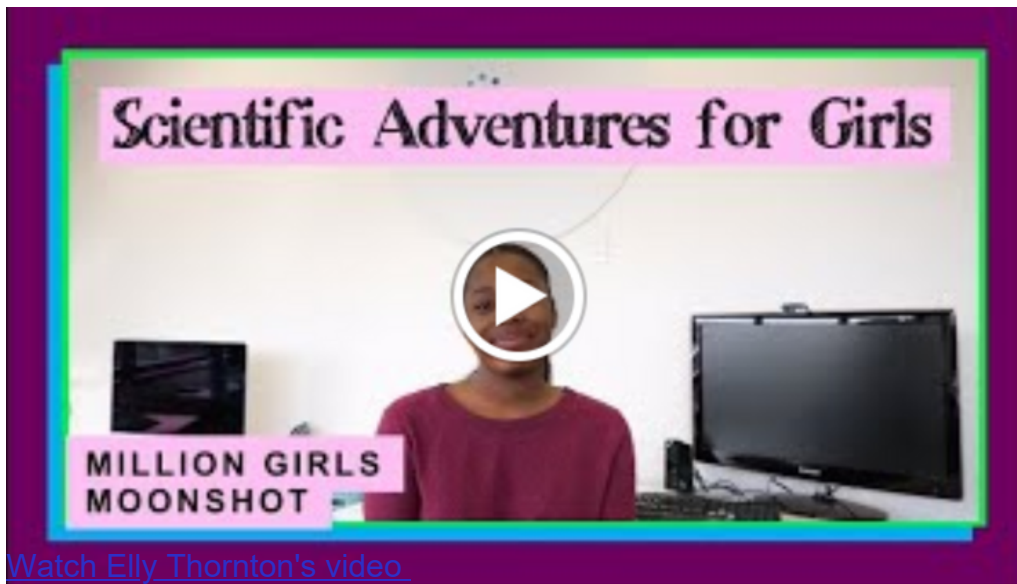 Scientific Adventures for Girls
MILLION GIRLS
MOONSHOT
Watch Elly Thornton's video